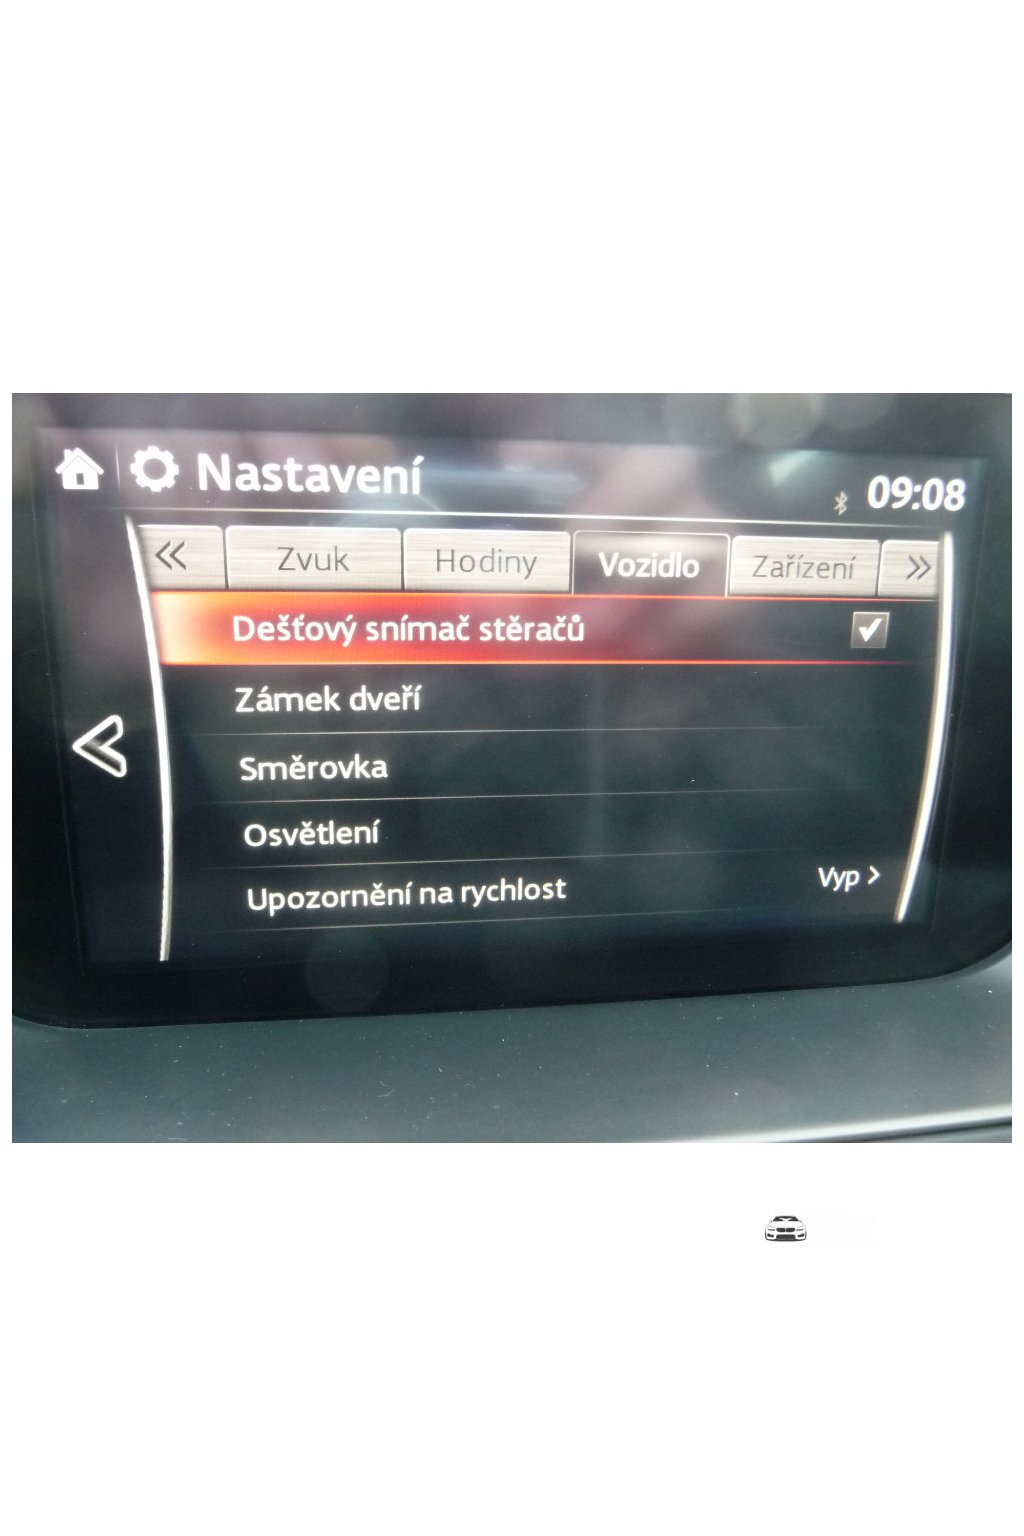 Nastavení
09:08
Zvuk Hodiny Vozidlo Zařízení
Dešťový snímač stěračů
Zámek dveří
Směrovka
Osvětlení
Upozornění na rychlost Vyp >